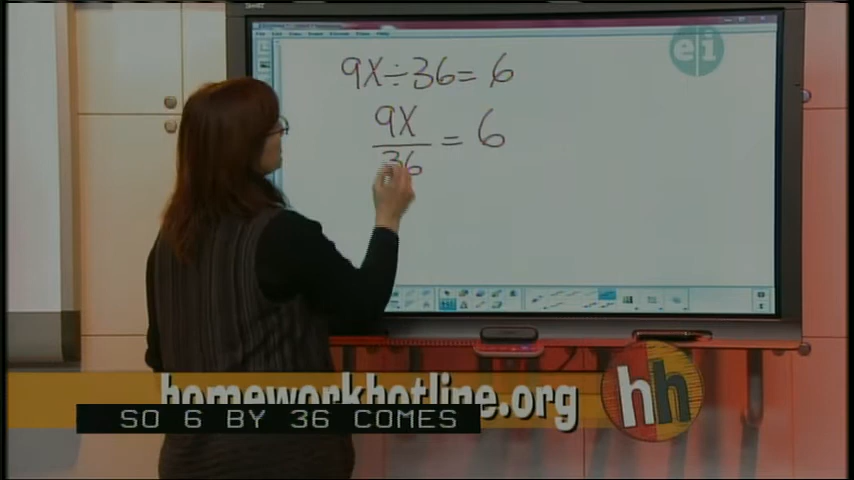 ei
9X÷36=6
9X
36
= 6
homeworkhotline.org
hh
SO 6 BY 36 COMES